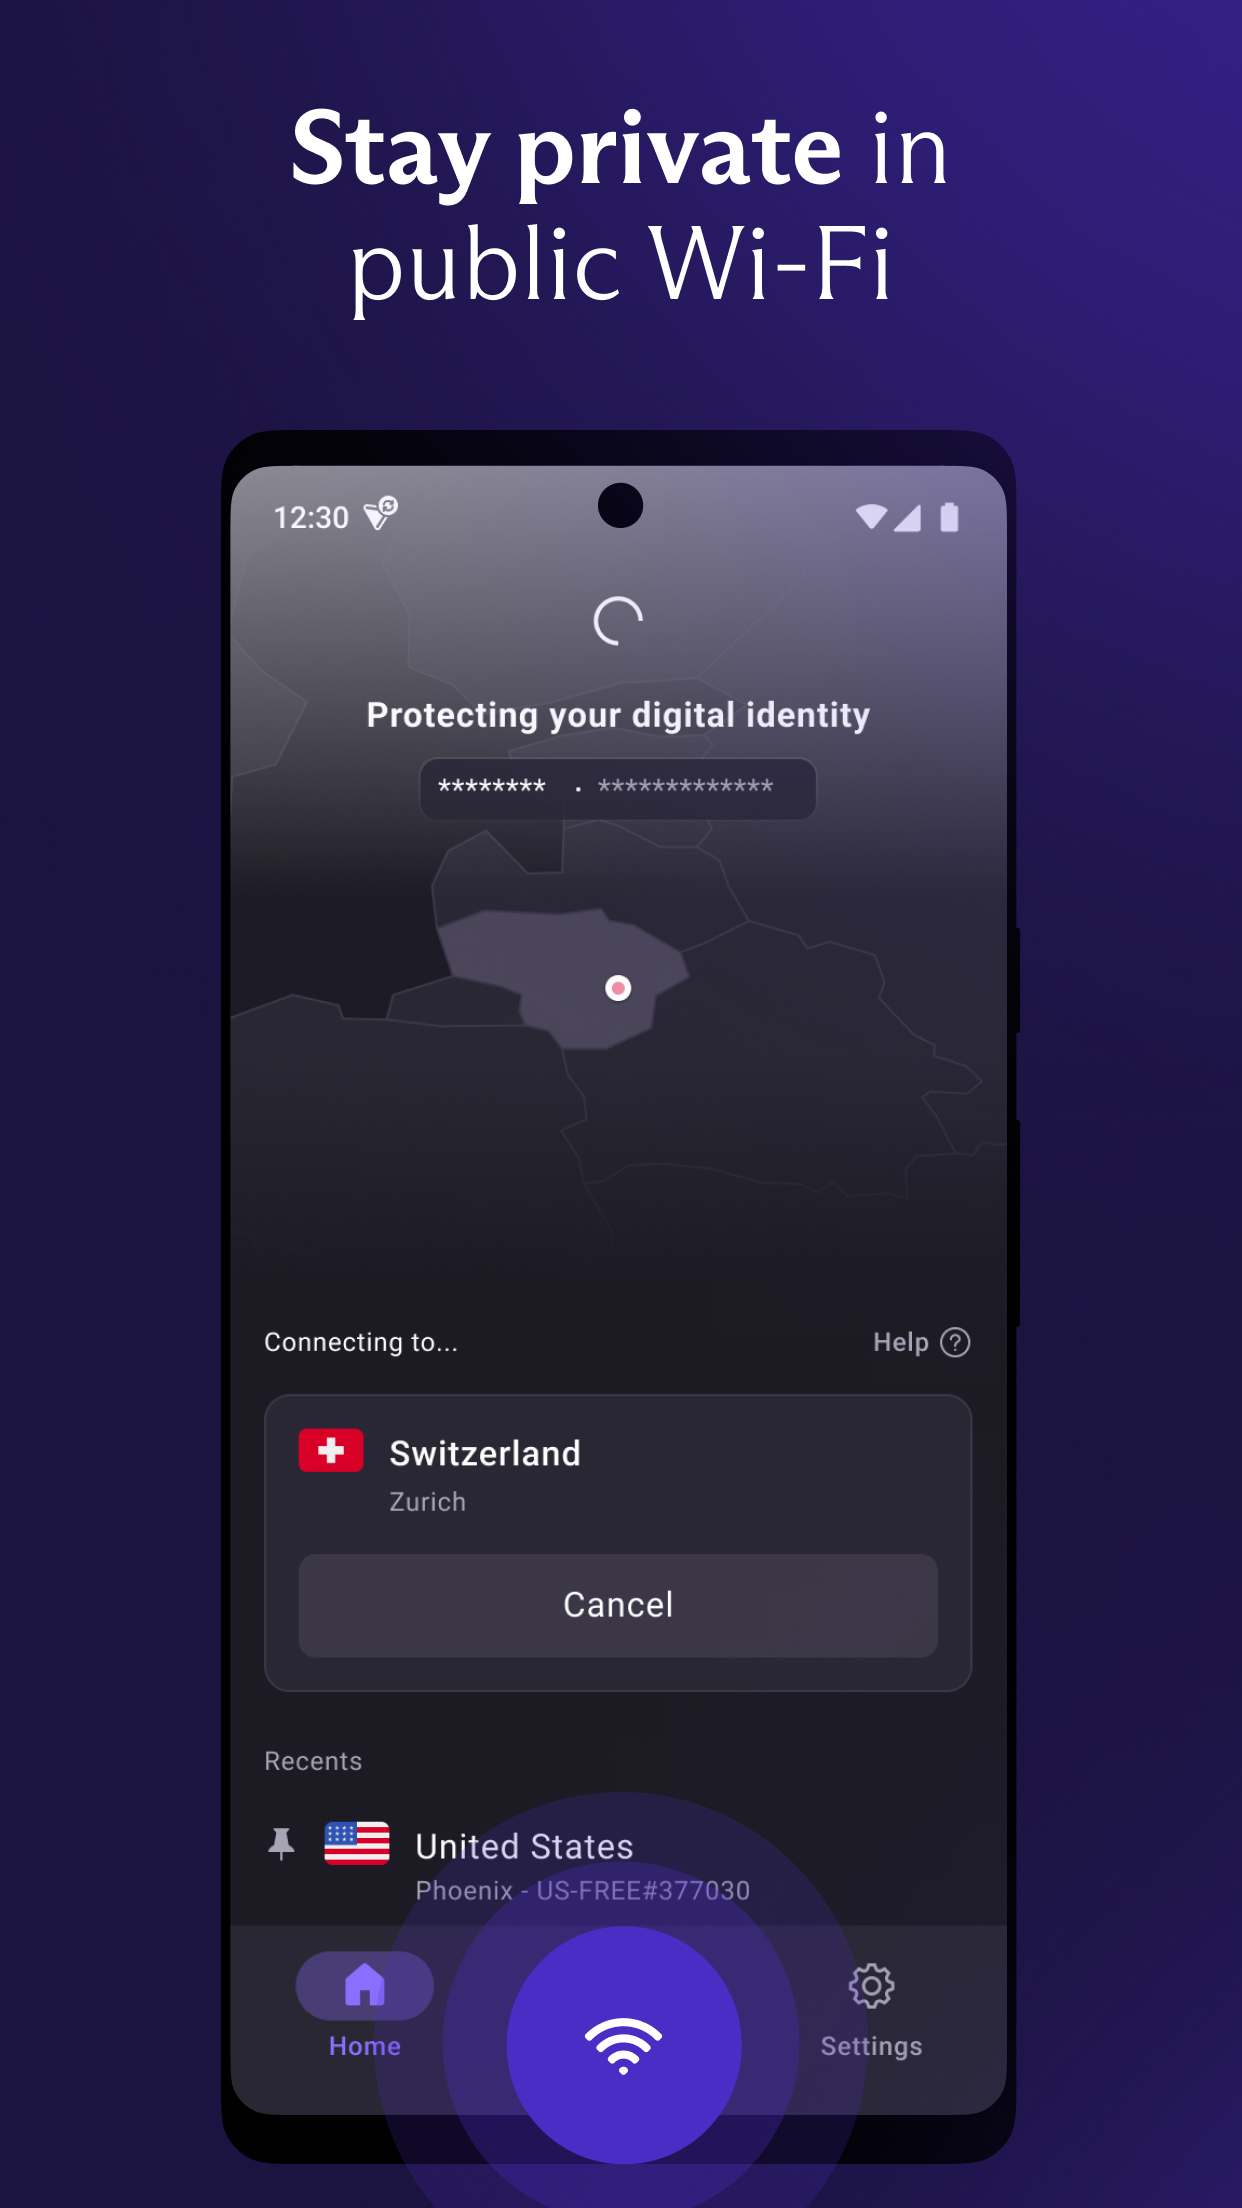 Stay private in
public Wi-Fi
12:30
Protecting your digital identity
******** · *************
Connecting to...
Help ?
Switzerland
Zurich
Cancel
Recents
United States
Phoenix - US-FREE#377030
Home
Settings